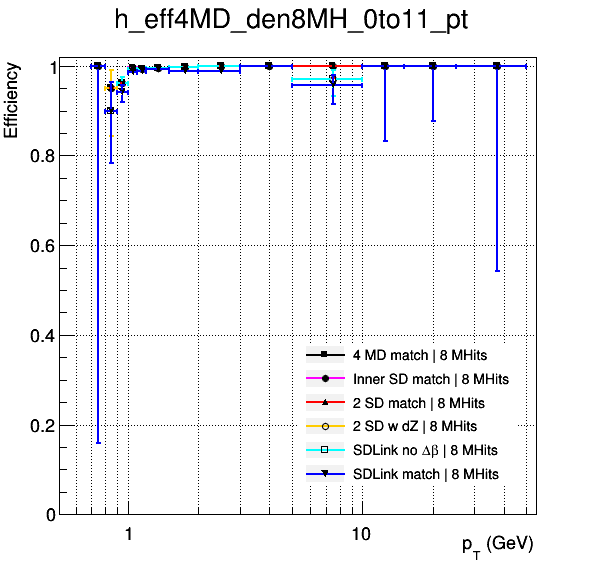 h_eff4MD_den8MH_0to11_pt
Efficiency
1
0.8
0.6
0.4
0.2
0
4 MD match | 8 MHits
Inner SD match | 8 MHits
2 SD match | 8 MHits
2 SD w dZ | 8 MHits
SDLink no Δβ | 8 MHits
SDLink match | 8 MHits
1 10
p_T (GeV)